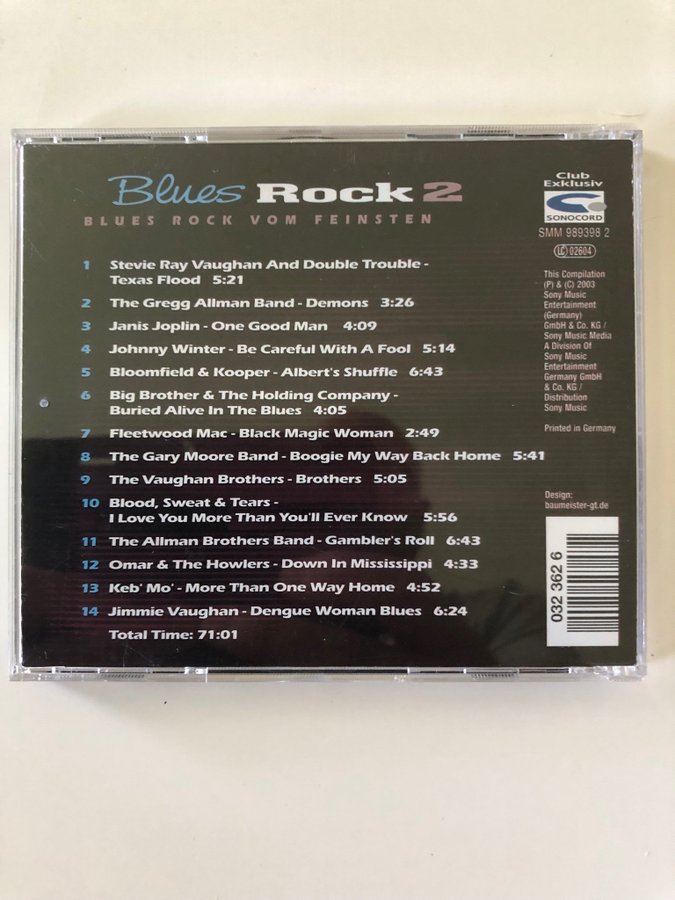 Blues Rock 2
BLUES ROCK VOM FEINSTEN
1 Stevie Ray Vaughan And Double Trouble -
Texas Flood 5:21
2 The Gregg Allman Band - Demons 3:26
3 Janis Joplin - One Good Man 4:09
4 Johnny Winter - Be Careful With A Fool 5:14
5 Bloomfield & Kooper - Albert's Shuffle 6:43
6 Big Brother & The Holding Company -
Buried Alive In The Blues 4:05
7 Fleetwood Mac - Black Magic Woman 2:49
8 The Gary Moore Band - Boogie My Way Back Home 5:41
9 The Vaughan Brothers - Brothers 5:05
10 Blood, Sweat & Tears -
I Love You More Than You'll Ever Know 5:56
11 The Allman Brothers Band - Gambler's Roll 6:43
12 Omar & The Howlers - Down In Mississippi 4:33
13 Keb' Mo' - More Than One Way Home 4:52
14 Jimmie Vaughan - Dengue Woman Blues 6:24
Total Time: 71:01
Club
Exklusiv
SONOCORD
SMM 989398 2
LC 02604
This Compilation
(P) & (C) 2003
Sony Music
Entertainment
(Germany)
GmbH & Co. KG /
Sony Music Media
A Division Of
Sony Music
Entertainment
Germany GmbH
& Co. KG /
Distribution
Sony Music
Printed in Germany
Design:
baumeister-gt.de
032 362 6